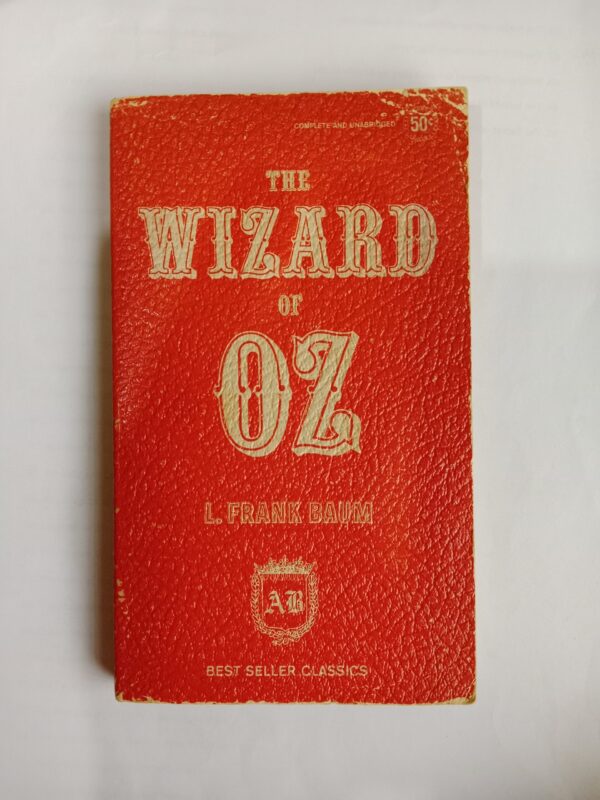 COMPLETE AND UNABRIDGED 50¢
THE
WIZARD
OF
OZ
L. FRANK BAUM
AB
BEST SELLER CLASSICS